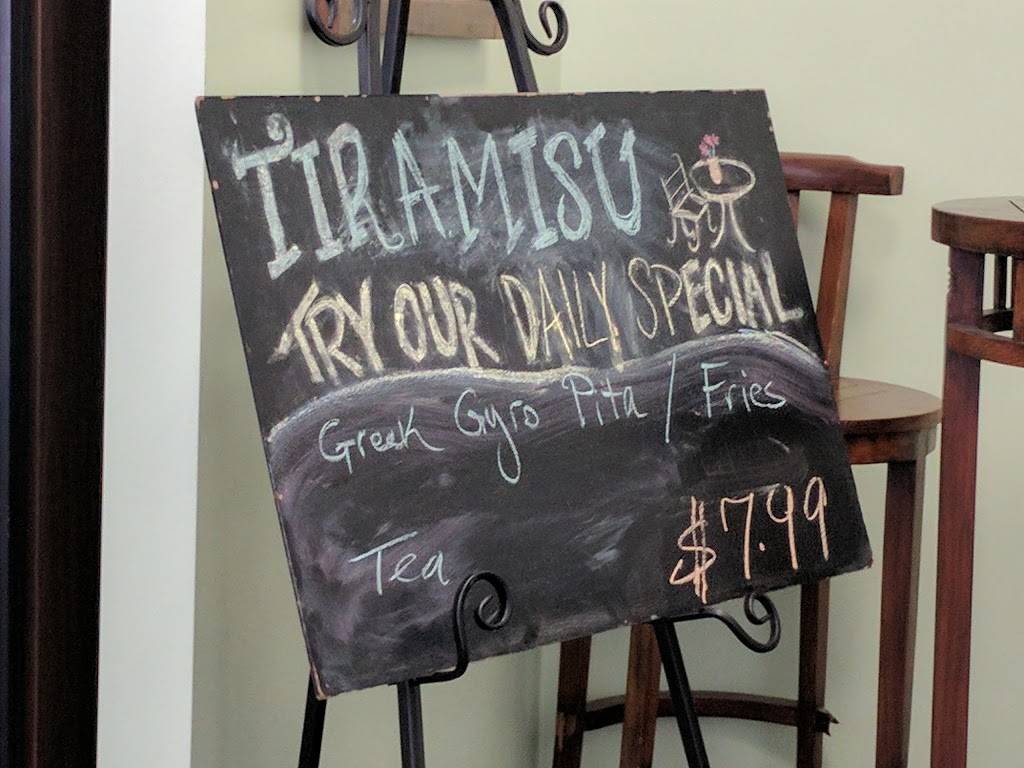 TIRAMISU
TRY OUR DAILY SPECIAL
Greek Gyro Pita / Fries
Tea
$7.99